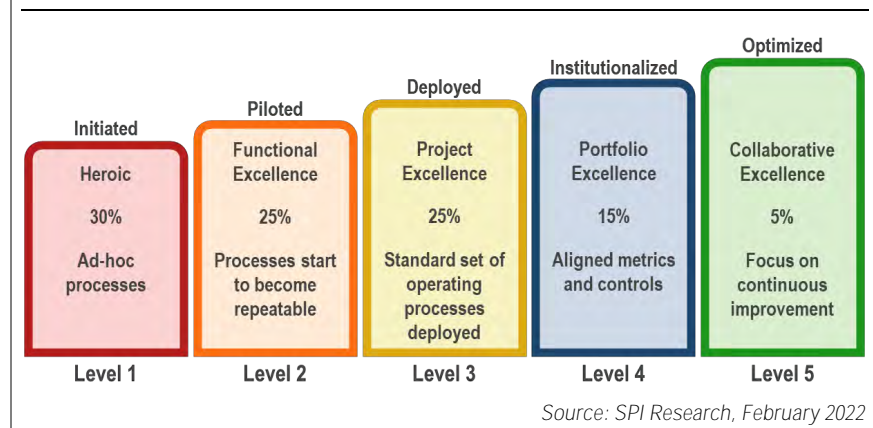 Initiated
Heroic
30%
Ad-hoc
processes
Level 1
Piloted
Functional
Excellence
25%
Processes start
to become
repeatable
Level 2
Deployed
Project
Excellence
25%
Standard set of
operating
processes
deployed
Level 3
Institutionalized
Portfolio
Excellence
15%
Aligned metrics
and controls
Level 4
Optimized
Collaborative
Excellence
5%
Focus on
continuous
improvement
Level 5
Source: SPI Research, February 2022